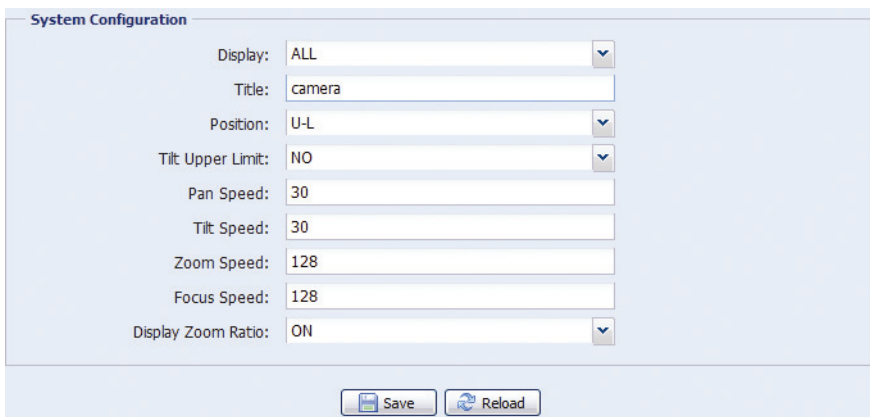 System Configuration
Display: ALL
Title: camera
Position: U-L
Tilt Upper Limit: NO
Pan Speed: 30
Tilt Speed: 30
Zoom Speed: 128
Focus Speed: 128
Display Zoom Ratio: ON
Save Reload